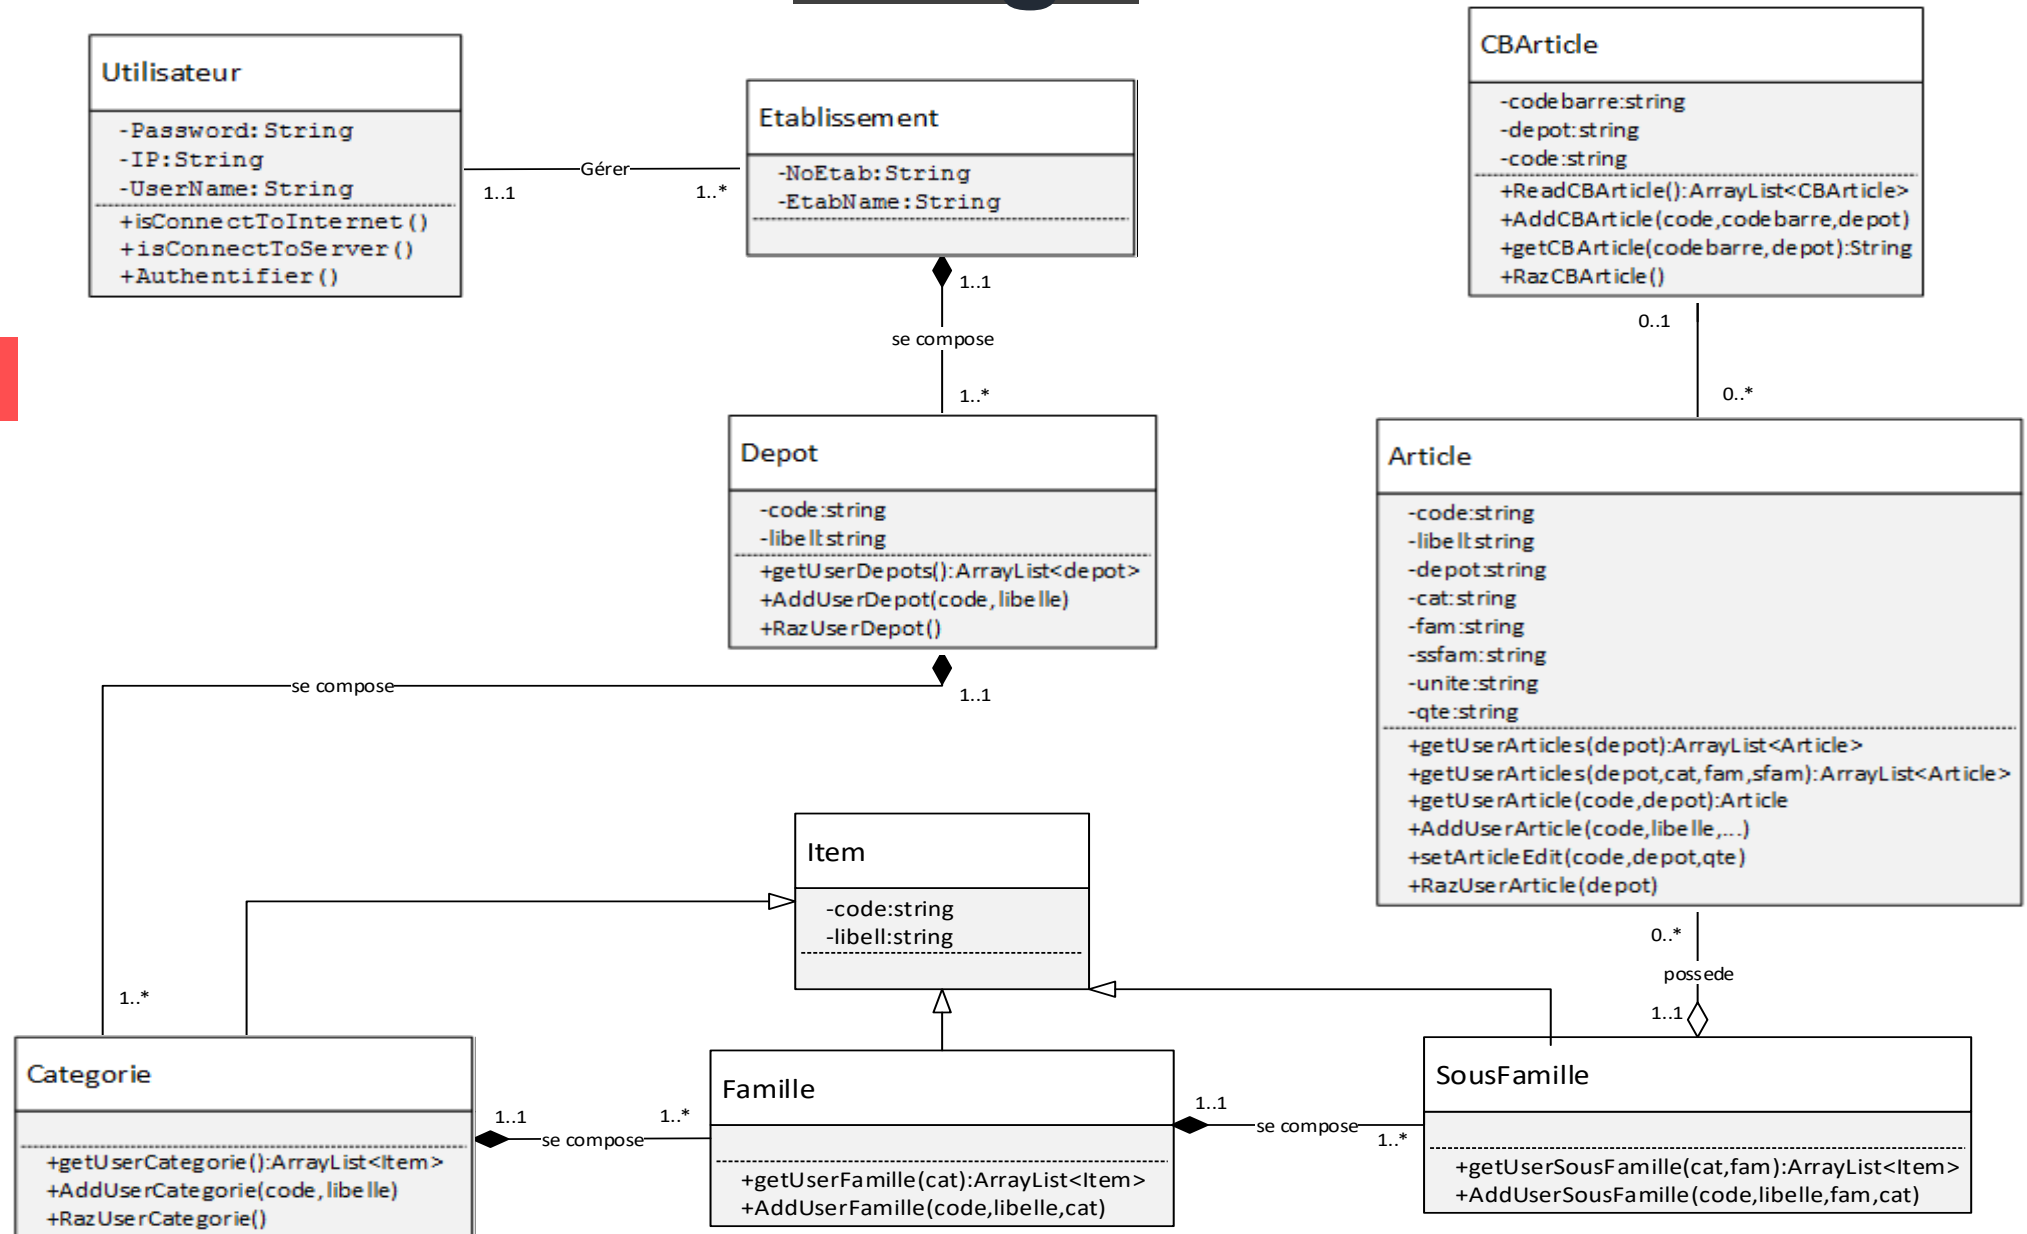 Utilisateur
-Password:String
-IP:String
-UserName:String
+isConnectToInternet()
+isConnectToServer()
+Authentifier()
Gérer
1..1
1..*
Etablissement
-NoEtab:String
-EtabName:String
1..1
se compose
1..*
CBArticle
-codebarre:string
-depot:string
-code:string
+ReadCBArticle():ArrayList<CBArticle>
+AddCBArticle(code,codebarre,depot)
+getCBArticle(codebarre,depot):String
+RazCBArticle()
0..1
0..*
Depot
-code:string
-libell:string
+getUserDepots():ArrayList<depot>
+AddUserDepot(code,libelle)
+RazUserDepot()
1..1
se compose
1..*
Article
-code:string
-libell:string
-depot:string
-cat:string
-fam:string
-ssfam:string
-unite:string
-qte:string
+getUserArticles(depot):ArrayList<Article>
+getUserArticles(depot,cat,fam,sfam):ArrayList<Article>
+getUserArticle(code,depot):Article
+AddUserArticle(code,libelle,...)
+setArticleEdit(code,depot,qte)
+RazUserArticle(depot)
0..*
possede
1..1
Item
-code:string
-libell:string
Categorie
+getUserCategorie():ArrayList<Item>
+AddUserCategorie(code,libelle)
+RazUserCategorie()
1..1
se compose
1..*
Famille
+getUserFamille(cat):ArrayList<Item>
+AddUserFamille(code,libelle,cat)
1..1
se compose
1..*
SousFamille
+getUserSousFamille(cat,fam):ArrayList<Item>
+AddUserSousFamille(code,libelle,fam,cat)